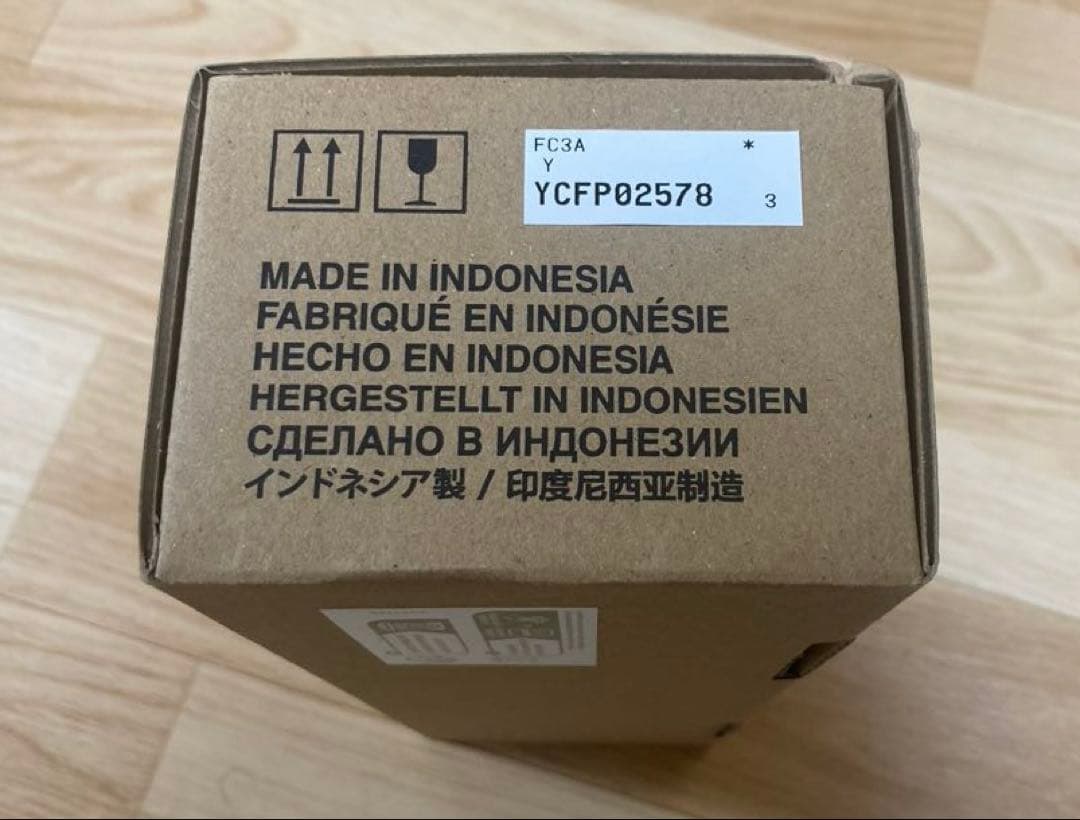 FC3A *
Y
YCFP02578 3
MADE IN INDONESIA
FABRIQUÉ EN INDONÉSIE
HECHO EN INDONESIA
HERGESTELLT IN INDONESIEN
СДЕЛАНО В ИНДОНЕЗИИ
インドネシア製 / 印度尼西亚制造